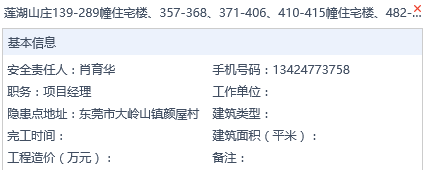 莲湖山庄139-289幢住宅楼、357-368、371-406、410-415幢住宅楼、482-...
基本信息
安全责任人：肖育华 手机号码：13424773758
职务：项目经理 工作单位：
隐患点地址：东莞市大岭山镇颜屋村 建筑类型：
完工时间： 建筑面积（平米）：
工程造价（万元）： 备注：